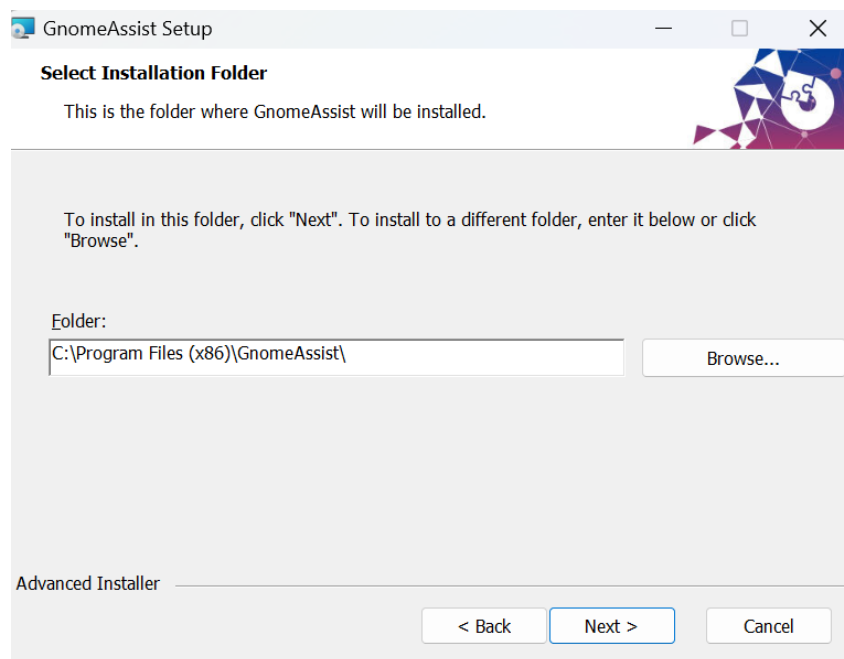 GnomeAssist Setup
Select Installation Folder
This is the folder where GnomeAssist will be installed.
To install in this folder, click "Next". To install to a different folder, enter it below or click
"Browse".
Folder:
C:\Program Files (x86)\GnomeAssist\
Browse...
Advanced Installer
< Back
Next >
Cancel